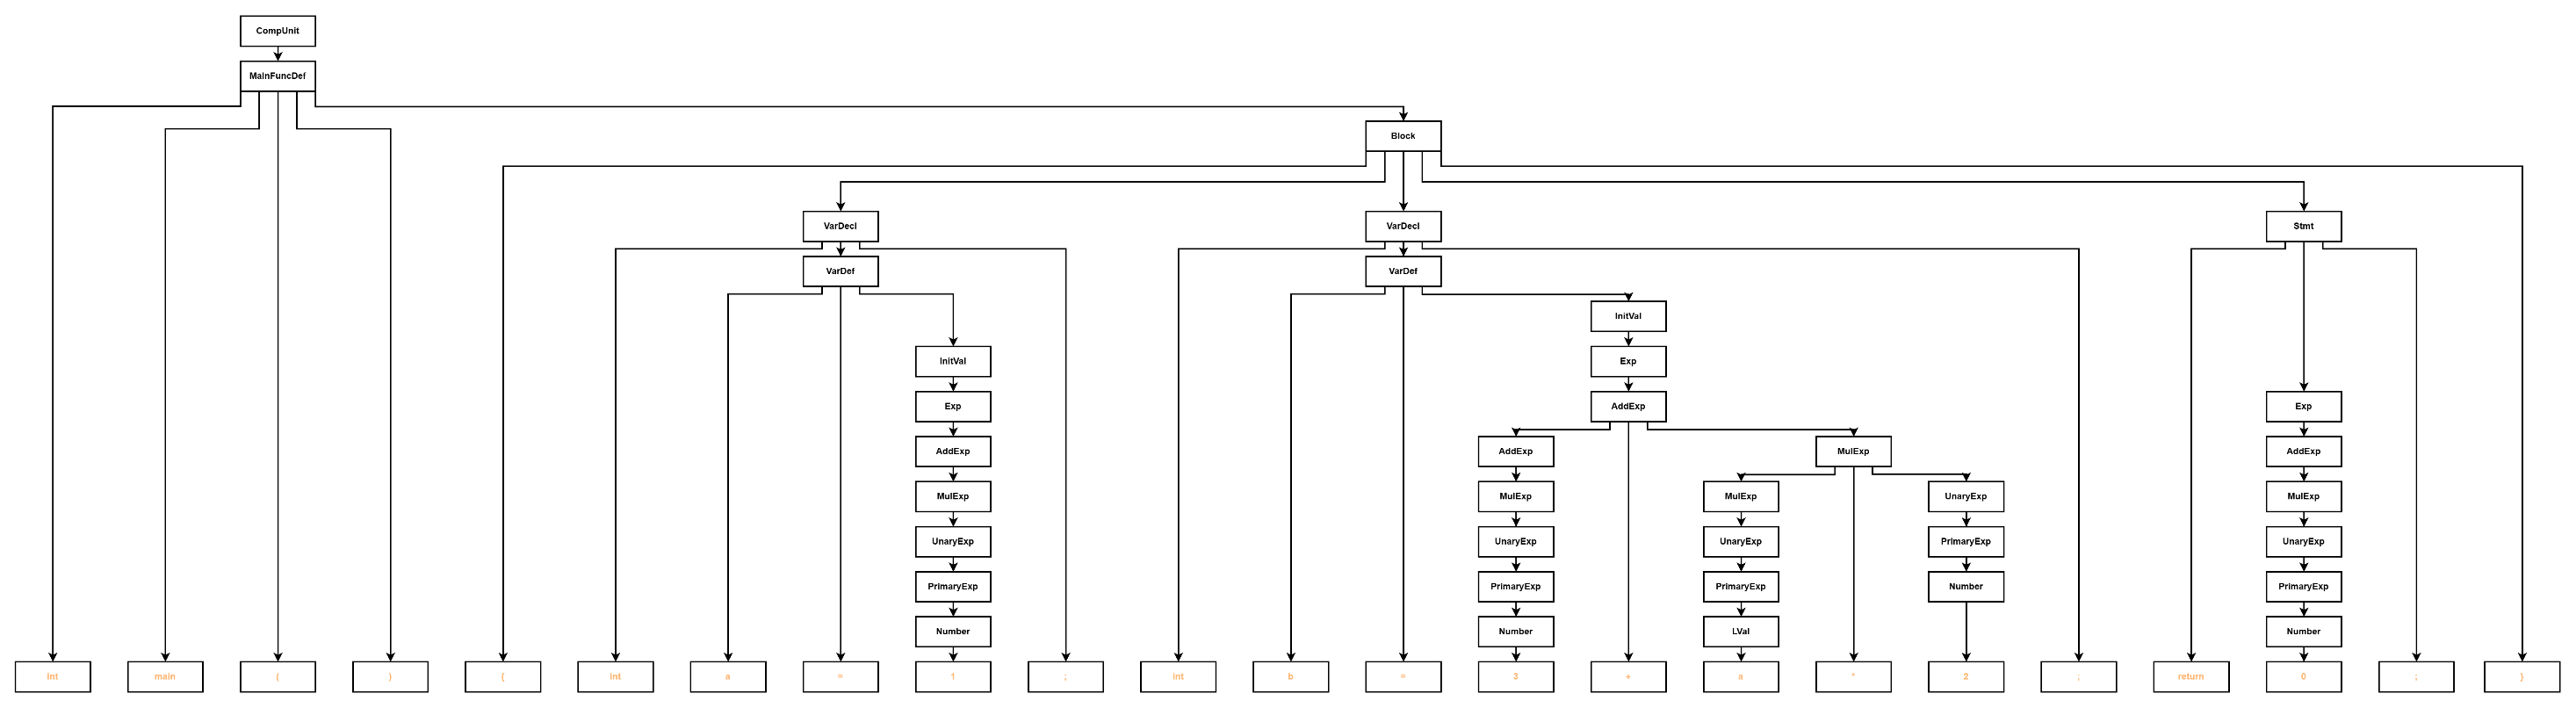 CompUnit
MainFuncDef
Block
VarDecl VarDecl Stmt
VarDef VarDef
InitVal
InitVal Exp
Exp AddExp Exp
AddExp AddExp MulExp AddExp
MulExp MulExp MulExp UnaryExp MulExp
UnaryExp UnaryExp UnaryExp PrimaryExp UnaryExp
PrimaryExp PrimaryExp PrimaryExp Number PrimaryExp
Number Number LVal Number
int main ( ) { int a = 1 ; int b = 3 + a * 2 ; return 0 ; }